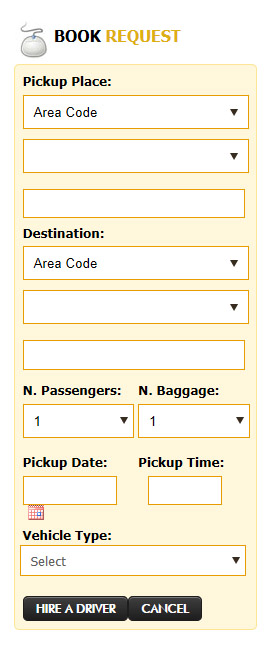 BOOK REQUEST
Pickup Place:
Area Code
Destination:
Area Code
N. Passengers: N. Baggage:
1 1
Pickup Date: Pickup Time:
Vehicle Type:
Select
HIRE A DRIVER CANCEL